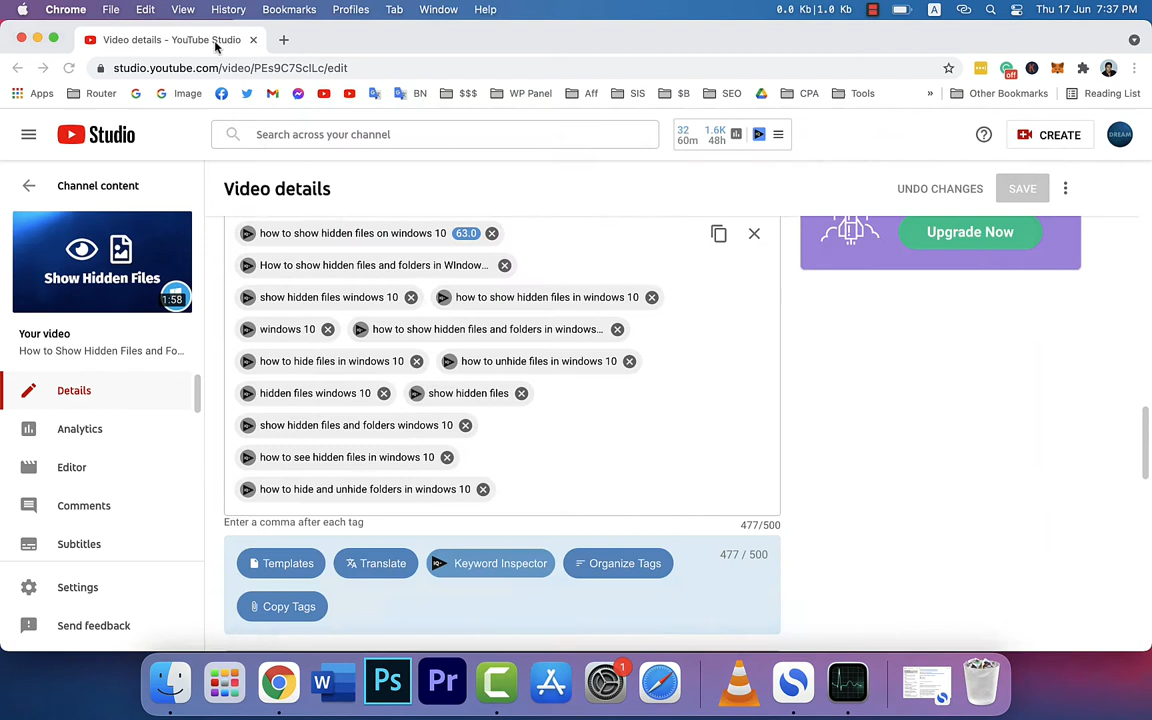 Chrome File Edit View History Bookmarks Profiles Tab Window Help 0.0 Kb|1.0 Kb A Thu 17 Jun 7:37 PM
Video details - YouTube Studio
studio.youtube.com/video/PEs9C7ScILc/edit
off
Apps Router Image BN $$$ WP Panel Aff SIS $B SEO CPA Tools » Other Bookmarks Reading List
Studio Search across your channel 32 60m 1.6K 48h CREATE DREAM
Channel content
Video details UNDO CHANGES SAVE
Show Hidden Files
1:58
Your video
How to Show Hidden Files and Fo...
Details
Analytics
Editor
Comments
Subtitles
Settings
Send feedback
how to show hidden files on windows 10 63.0
How to show hidden files and folders in WIndow...
show hidden files windows 10 how to show hidden files in windows 10
windows 10 how to show hidden files and folders in windows...
how to hide files in windows 10 how to unhide files in windows 10
hidden files windows 10 show hidden files
show hidden files and folders windows 10
how to see hidden files in windows 10
how to hide and unhide folders in windows 10
Enter a comma after each tag 477/500
Templates Translate Keyword Inspector Organize Tags 477 / 500
Copy Tags
Upgrade Now
W Ps Pr C 1